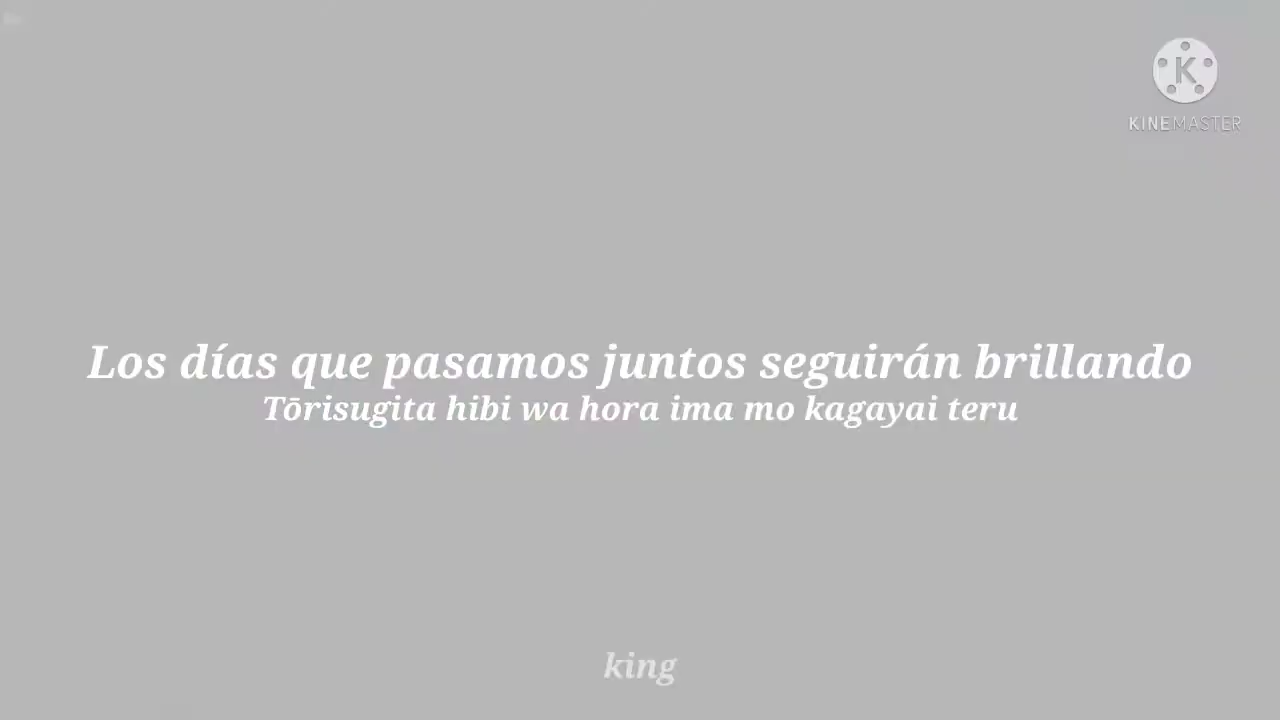 KINEMASTER
Los días que pasamos juntos seguirán brillando
Tōrisugita hibi wa hora ima mo kagayai teru
king